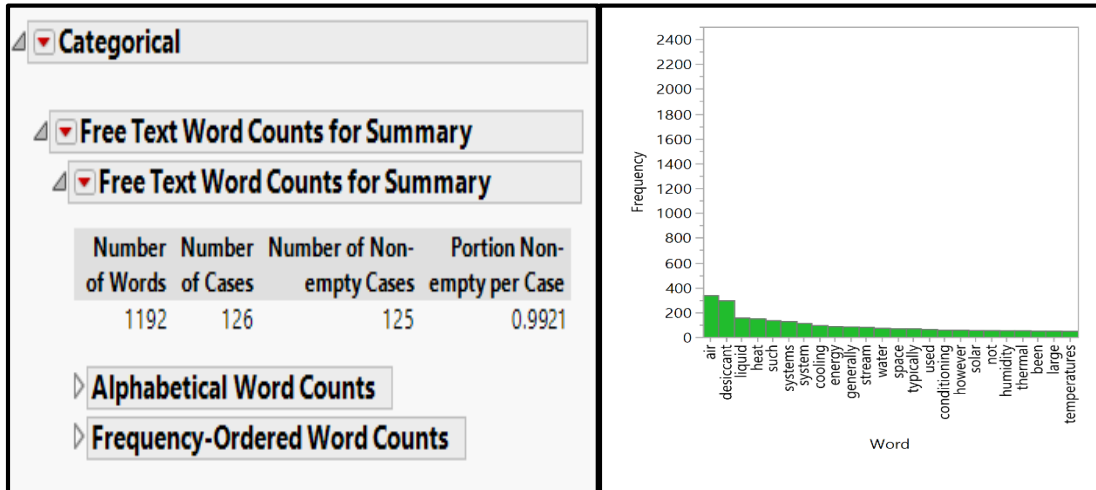 Categorical
Free Text Word Counts for Summary
Free Text Word Counts for Summary
Number Number Number of Non- Portion Non-
of Words of Cases empty Cases empty per Case
1192 126 125 0.9921
Alphabetical Word Counts
Frequency-Ordered Word Counts
2400
2200
2000
1800
1600
1400
1200
1000
800
600
400
200
0
Frequency
air
desiccant
liquid
heat
such
systems
system
cooling
energy
generally
stream
water
space
typically
used
conditioning
however
solar
not
humidity
thermal
been
large
temperatures
Word